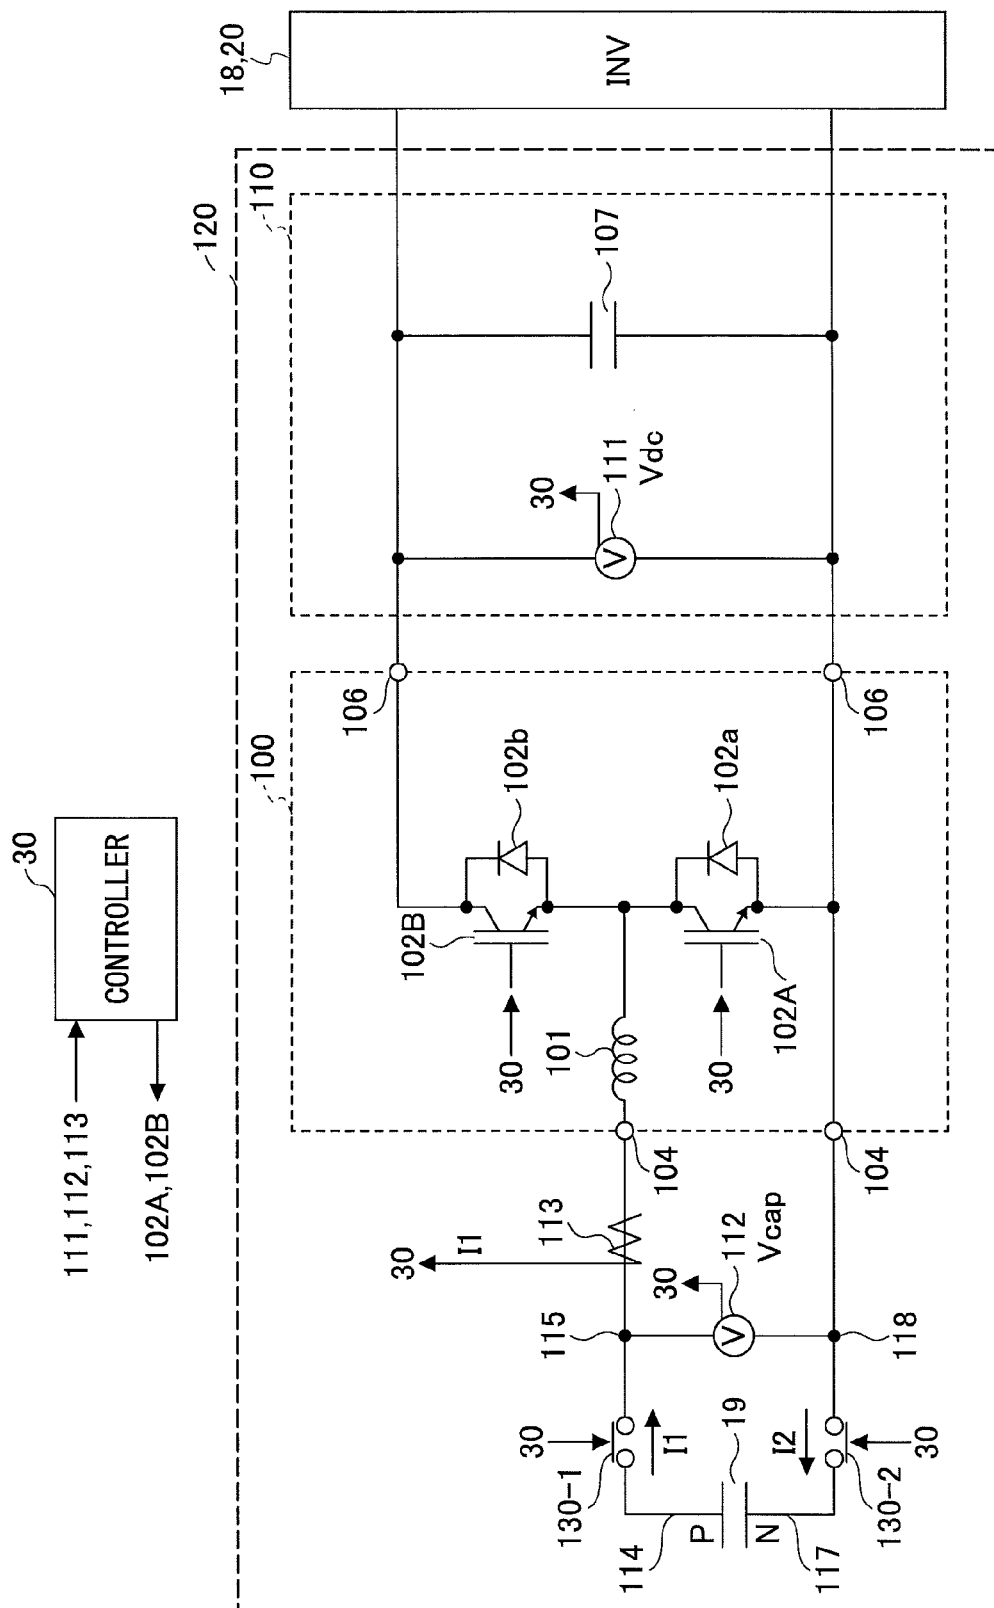 30
CONTROLLER
111,112,113
102A,102B
120
18,20
INV
110
107
30
111
Vdc
100
106
106
102B
102b
30
102a
102A
30
101
104
104
113
30
I1
115
30
112
Vcap
118
30
130-1
I1
19
I2
30
130-2
114
P
N
117